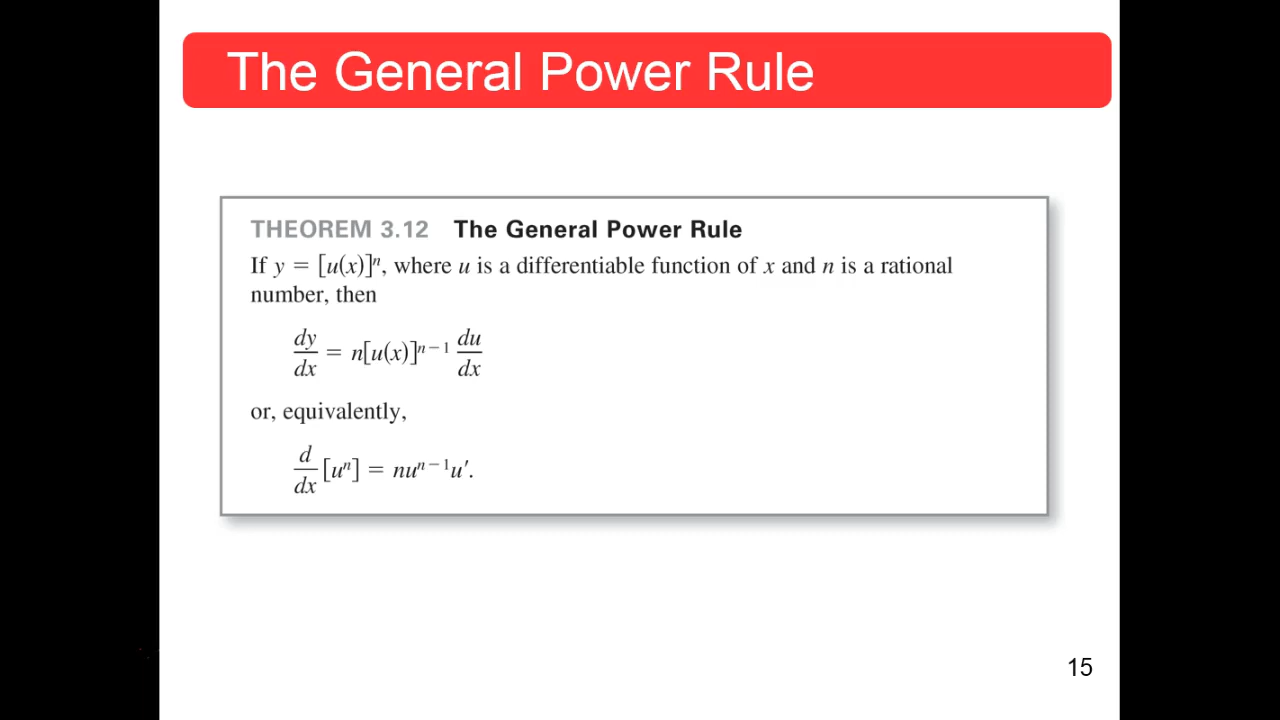 The General Power Rule
THEOREM 3.12 The General Power Rule
If y = [u(x)]ⁿ, where u is a differentiable function of x and n is a rational
number, then
dy/dx = n[u(x)]ⁿ⁻¹ du/dx
or, equivalently,
d/dx [uⁿ] = nuⁿ⁻¹u′.
15